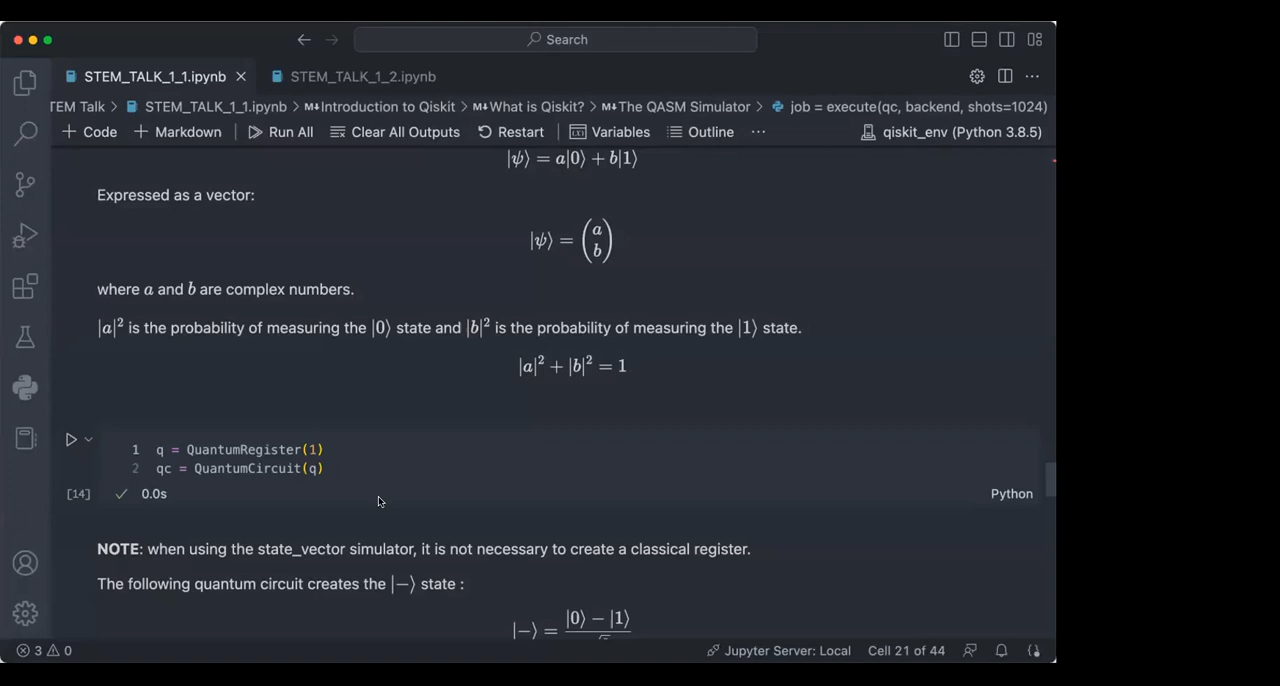 Search
STEM_TALK_1_1.ipynb
STEM_TALK_1_2.ipynb
TEM Talk > STEM_TALK_1_1.ipynb > M↓Introduction to Qiskit > M↓What is Qiskit? > M↓The QASM Simulator > job = execute(qc, backend, shots=1024)
+ Code + Markdown Run All Clear All Outputs Restart Variables Outline ··· qiskit_env (Python 3.8.5)
|ψ⟩ = a|0⟩ + b|1⟩
Expressed as a vector:
|ψ⟩ = (a
b)
where a and b are complex numbers.
|a|² is the probability of measuring the |0⟩ state and |b|² is the probability of measuring the |1⟩ state.
|a|² + |b|² = 1
1 q = QuantumRegister(1)
2 qc = QuantumCircuit(q)
[14] ✓ 0.0s Python
NOTE: when using the state_vector simulator, it is not necessary to create a classical register.
The following quantum circuit creates the |−⟩ state :
|0⟩ − |1⟩
|−⟩ =
3 0 Jupyter Server: Local Cell 21 of 44